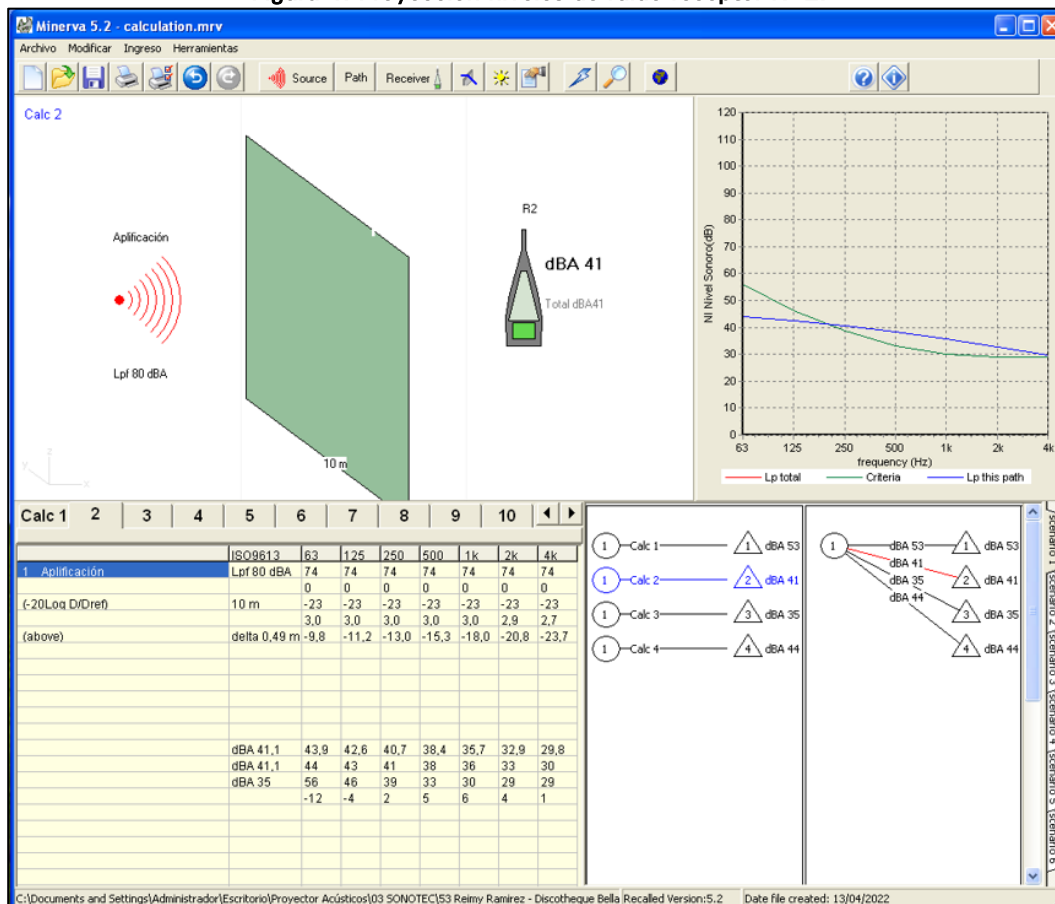 Minerva 5.2 - calculation.mrv
Archivo Modificar Ingreso Herramientas
Source Path Receiver
Calc 2
Aplificación
Lpf 80 dBA
10 m
R2
dBA 41
Total dBA41
z
y
x
NI Nivel Sonoro(dB)
120
110
100
90
80
70
60
50
40
30
20
10
0
63 125 250 500 1k 2k 4k
frequency (Hz)
Lp total Criteria Lp this path
Calc 1 2 3 4 5 6 7 8 9 10
ISO9613 63 125 250 500 1k 2k 4k
1 Aplificación Lpf 80 dBA 74 74 74 74 74 74 74
0 0 0 0 0 0 0
(-20Log D/Dref) 10 m -23 -23 -23 -23 -23 -23 -23
3,0 3,0 3,0 3,0 3,0 2,9 2,7
(above) delta 0,49 m -9,8 -11,2 -13,0 -15,3 -18,0 -20,8 -23,7
dBA 41,1 43,9 42,6 40,7 38,4 35,7 32,9 29,8
dBA 41,1 44 43 41 38 36 33 30
dBA 35 56 46 39 33 30 29 29
-12 -4 2 5 6 4 1
1 Calc 1 1 dBA 53
1 Calc 2 2 dBA 41
1 Calc 3 3 dBA 35
1 Calc 4 4 dBA 44
1 dBA 53 1 dBA 53
dBA 41 2 dBA 41
dBA 35 3 dBA 35
dBA 44 4 dBA 44
scenario 1
scenario 2
scenario 3
scenario 4
scenario 5
scenario 6
C:\Documents and Settings\Administrador\Escritorio\Proyector Acústicos\03 SONOTEC\53 Reimy Ramirez - Discotheque Bella Recalled Version:5.2 Date file created: 13/04/2022